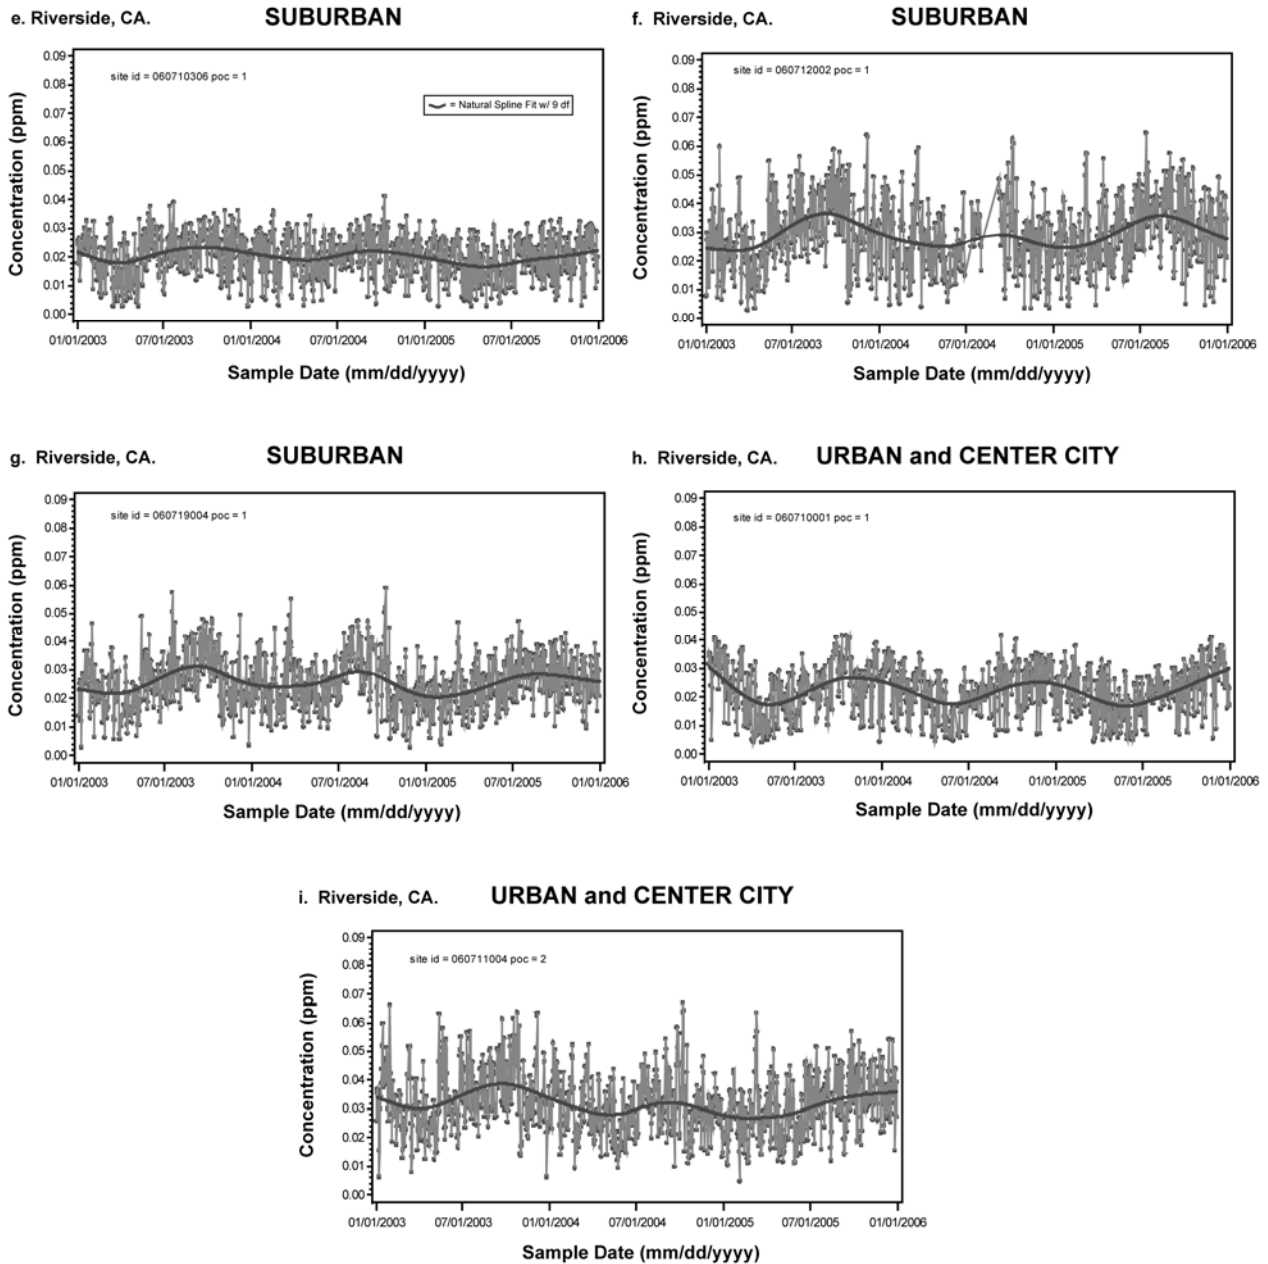 e. Riverside, CA. SUBURBAN
Concentration (ppm)
0.09
0.08
0.07
0.06
0.05
0.04
0.03
0.02
0.01
0.00
site id = 060710306 poc = 1
= Natural Spline Fit w/ 9 df
01/01/2003 07/01/2003 01/01/2004 07/01/2004 01/01/2005 07/01/2005 01/01/2006
Sample Date (mm/dd/yyyy)
f. Riverside, CA. SUBURBAN
Concentration (ppm)
0.09
0.08
0.07
0.06
0.05
0.04
0.03
0.02
0.01
0.00
site id = 060712002 poc = 1
01/01/2003 07/01/2003 01/01/2004 07/01/2004 01/01/2005 07/01/2005 01/01/2006
Sample Date (mm/dd/yyyy)
g. Riverside, CA. SUBURBAN
Concentration (ppm)
0.09
0.08
0.07
0.06
0.05
0.04
0.03
0.02
0.01
0.00
site id = 060719004 poc = 1
01/01/2003 07/01/2003 01/01/2004 07/01/2004 01/01/2005 07/01/2005 01/01/2006
Sample Date (mm/dd/yyyy)
h. Riverside, CA. URBAN and CENTER CITY
Concentration (ppm)
0.09
0.08
0.07
0.06
0.05
0.04
0.03
0.02
0.01
0.00
site id = 060710001 poc = 1
01/01/2003 07/01/2003 01/01/2004 07/01/2004 01/01/2005 07/01/2005 01/01/2006
Sample Date (mm/dd/yyyy)
i. Riverside, CA. URBAN and CENTER CITY
Concentration (ppm)
0.09
0.08
0.07
0.06
0.05
0.04
0.03
0.02
0.01
0.00
site id = 060711004 poc = 2
01/01/2003 07/01/2003 01/01/2004 07/01/2004 01/01/2005 07/01/2005 01/01/2006
Sample Date (mm/dd/yyyy)